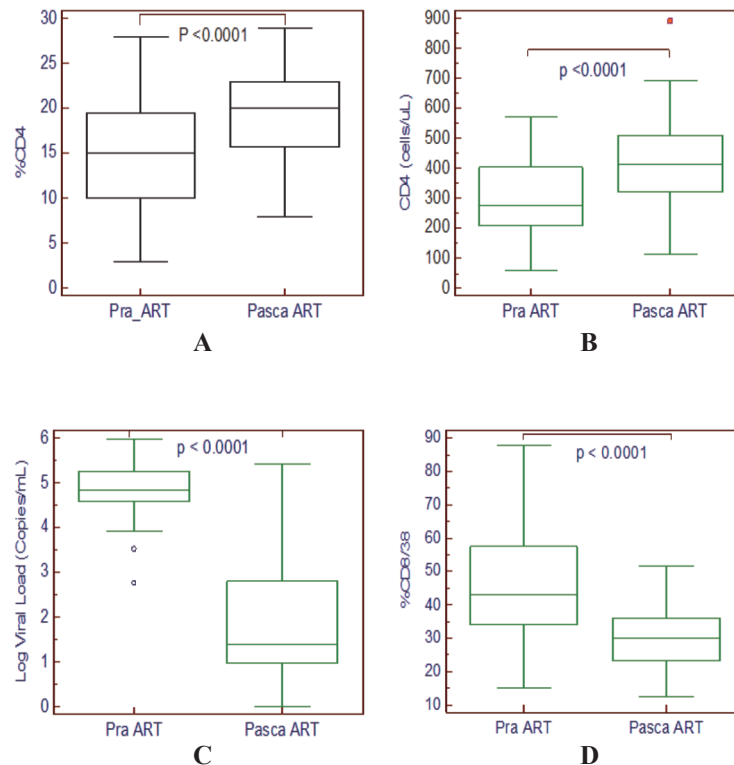 30
25
20
15
10
5
0
%CD4
P <0.0001
Pra_ART
Pasca ART
A
900
800
700
600
500
400
300
200
100
0
CD4 (cells/uL)
p <0.0001
Pra ART
Pasca ART
B
6
5
4
3
2
1
0
Log Viral Load (Copies/mL)
p < 0.0001
Pra ART
Pasca ART
C
90
80
70
60
50
40
30
20
10
%CD8/38
p < 0.0001
Pra ART
Pasca ART
D